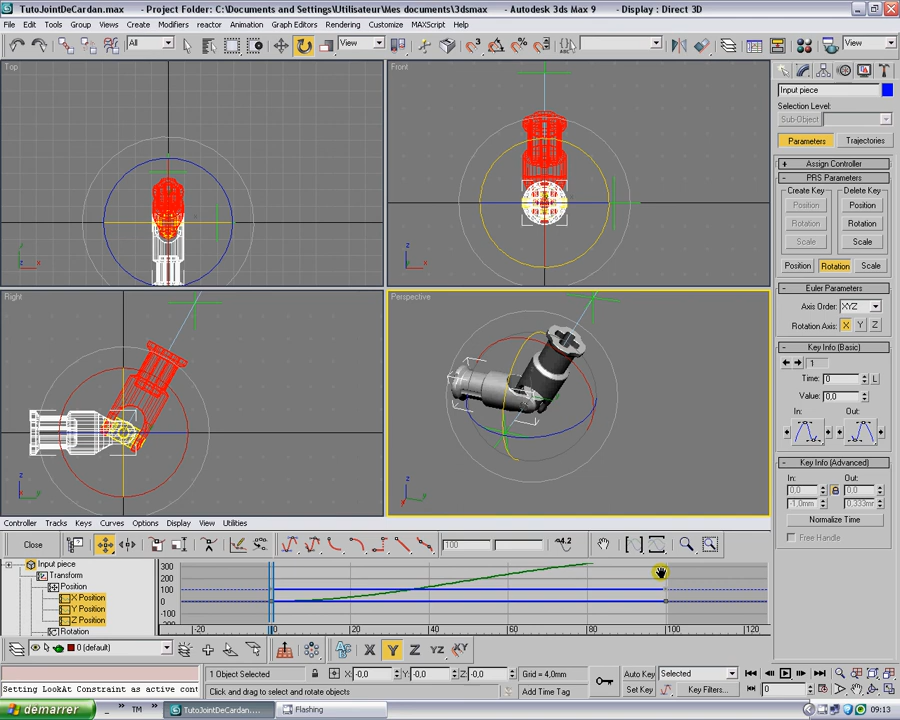 TutoJointDeCardan.max - Project Folder: C:\Documents and Settings\Utilisateur\Mes documents\3dsmax - Autodesk 3ds Max 9 - Display : Direct 3D
File Edit Tools Group Views Create Modifiers reactor Animation Graph Editors Rendering Customize MAXScript Help
All View View
Top
Front
Right
Perspective
z x
z x
z y
z x y
Input piece
Selection Level:
Sub-Object
Parameters Trajectories
+ Assign Controller
- PRS Parameters
Create Key Delete Key
Position Position
Rotation Rotation
Scale Scale
Position Rotation Scale
- Euler Parameters
Axis Order: XYZ
Rotation Axis: X Y Z
- Key Info (Basic)
1
Time: 0 L
Value: 0,0
In: Out:
- Key Info (Advanced)
In: Out:
0,0 0,0
-1,0mr 0,333mr
Normalize Time
Free Handle
Controller Tracks Keys Curves Options Display View Utilities
Close 100 4.2
Input piece
Transform
Position
X Position
Y Position
Z Position
Rotation
300
200
100
0
-100
-20 0 20 40 60 80 100 120
0 (default) X Y Z YZ XY
1 Object Selected X: -0,0 Y: -0,0 Z: -0,0 Grid = 4,0mm
Auto Key Selected
Setting LookAt Constraint as active cont
Click and drag to select and rotate objects
Add Time Tag
Set Key Key Filters... 0
démarrer TM TutoJointDeCardan.... Flashing 09:13